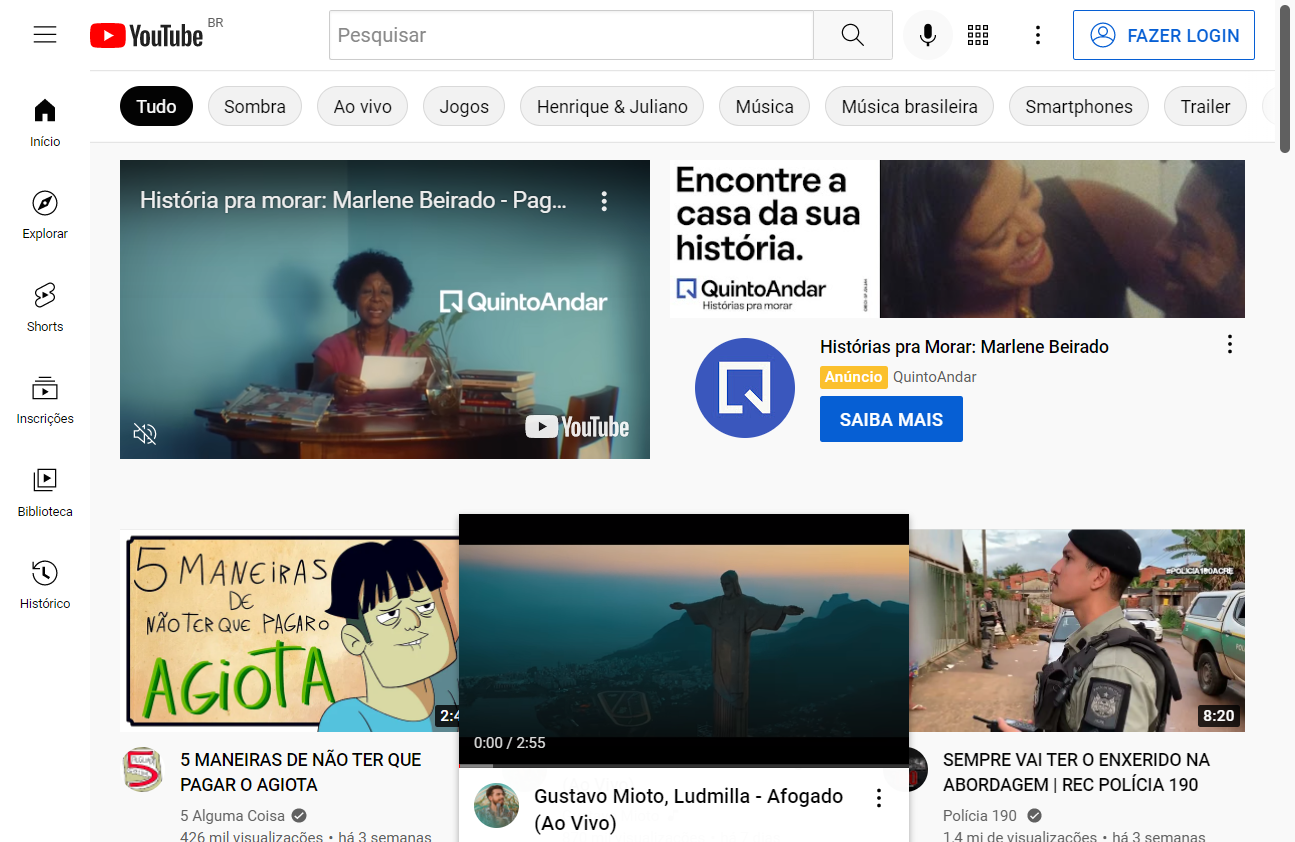 YouTube BR
Pesquisar
FAZER LOGIN
Tudo
Sombra
Ao vivo
Jogos
Henrique & Juliano
Música
Música brasileira
Smartphones
Trailer
Início
Explorar
Shorts
Inscrições
Biblioteca
Histórico
História pra morar: Marlene Beirado - Pag...
QuintoAndar
YouTube
Encontre a
casa da sua
história.
QuintoAndar
Histórias pra morar
Histórias pra Morar: Marlene Beirado
Anúncio QuintoAndar
SAIBA MAIS
5 MANEIRAS
DE
NÃO TER QUE PAGAR O
AGIOTA
2:4
5 MANEIRAS DE NÃO TER QUE
PAGAR O AGIOTA
5 Alguma Coisa
426 mil visualizações • há 3 semanas
0:00 / 2:55
Gustavo Mioto, Ludmilla - Afogado
(Ao Vivo)
#POLICIA190ACRE
8:20
SEMPRE VAI TER O ENXERIDO NA
ABORDAGEM | REC POLÍCIA 190
Polícia 190
1,4 mi de visualizações • há 3 semanas